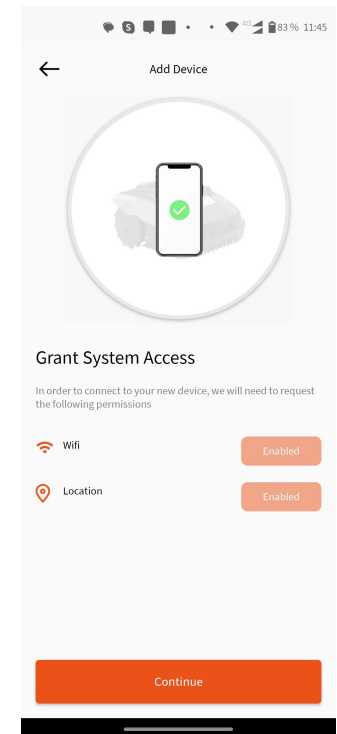 4G 83 % 11:45
Add Device
Grant System Access
In order to connect to your new device, we will need to request
the following permissions
Wifi
Enabled
Location
Enabled
Continue